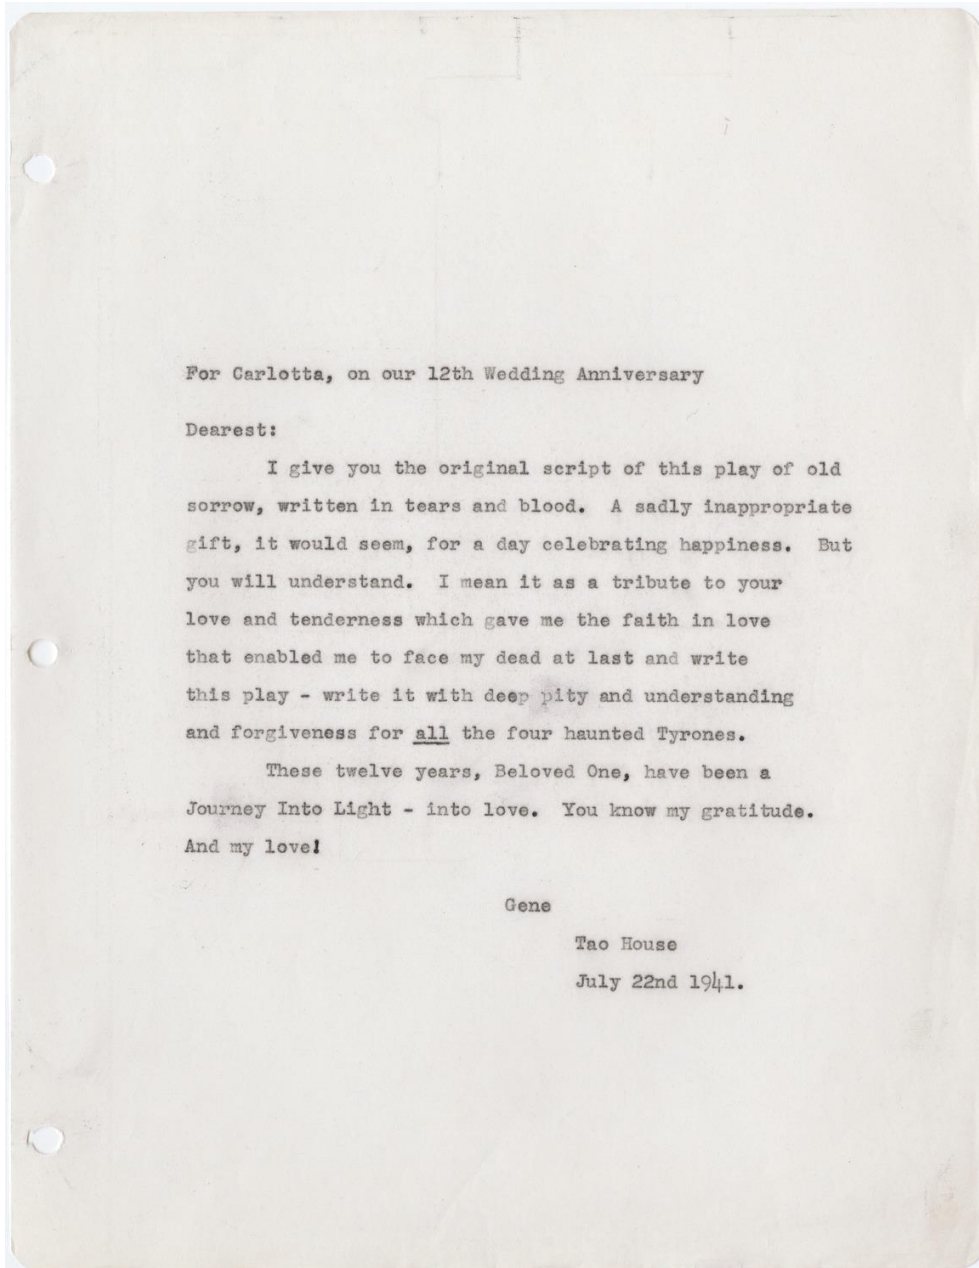 For Carlotta, on our 12th Wedding Anniversary
Dearest:
I give you the original script of this play of old
sorrow, written in tears and blood. A sadly inappropriate
gift, it would seem, for a day celebrating happiness. But
you will understand. I mean it as a tribute to your
love and tenderness which gave me the faith in love
that enabled me to face my dead at last and write
this play - write it with deep pity and understanding
and forgiveness for all the four haunted Tyrones.
These twelve years, Beloved One, have been a
Journey Into Light - into love. You know my gratitude.
And my love!
Gene
Tao House
July 22nd 1941.